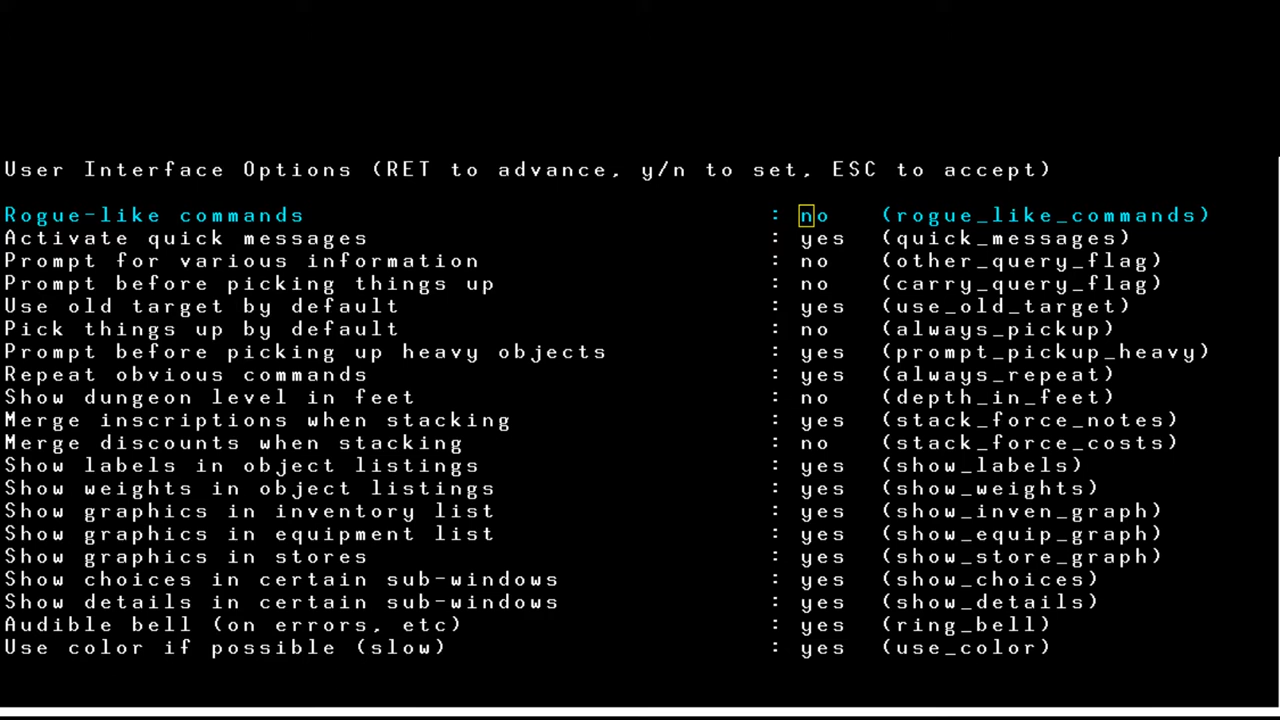 User Interface Options (RET to advance, y/n to set, ESC to accept)
Rogue-like commands : no (rogue_like_commands)
Activate quick messages : yes (quick_messages)
Prompt for various information : no (other_query_flag)
Prompt before picking things up : no (carry_query_flag)
Use old target by default : yes (use_old_target)
Pick things up by default : no (always_pickup)
Prompt before picking up heavy objects : yes (prompt_pickup_heavy)
Repeat obvious commands : yes (always_repeat)
Show dungeon level in feet : no (depth_in_feet)
Merge inscriptions when stacking : yes (stack_force_notes)
Merge discounts when stacking : no (stack_force_costs)
Show labels in object listings : yes (show_labels)
Show weights in object listings : yes (show_weights)
Show graphics in inventory list : yes (show_inven_graph)
Show graphics in equipment list : yes (show_equip_graph)
Show graphics in stores : yes (show_store_graph)
Show choices in certain sub-windows : yes (show_choices)
Show details in certain sub-windows : yes (show_details)
Audible bell (on errors, etc) : yes (ring_bell)
Use color if possible (slow) : yes (use_color)